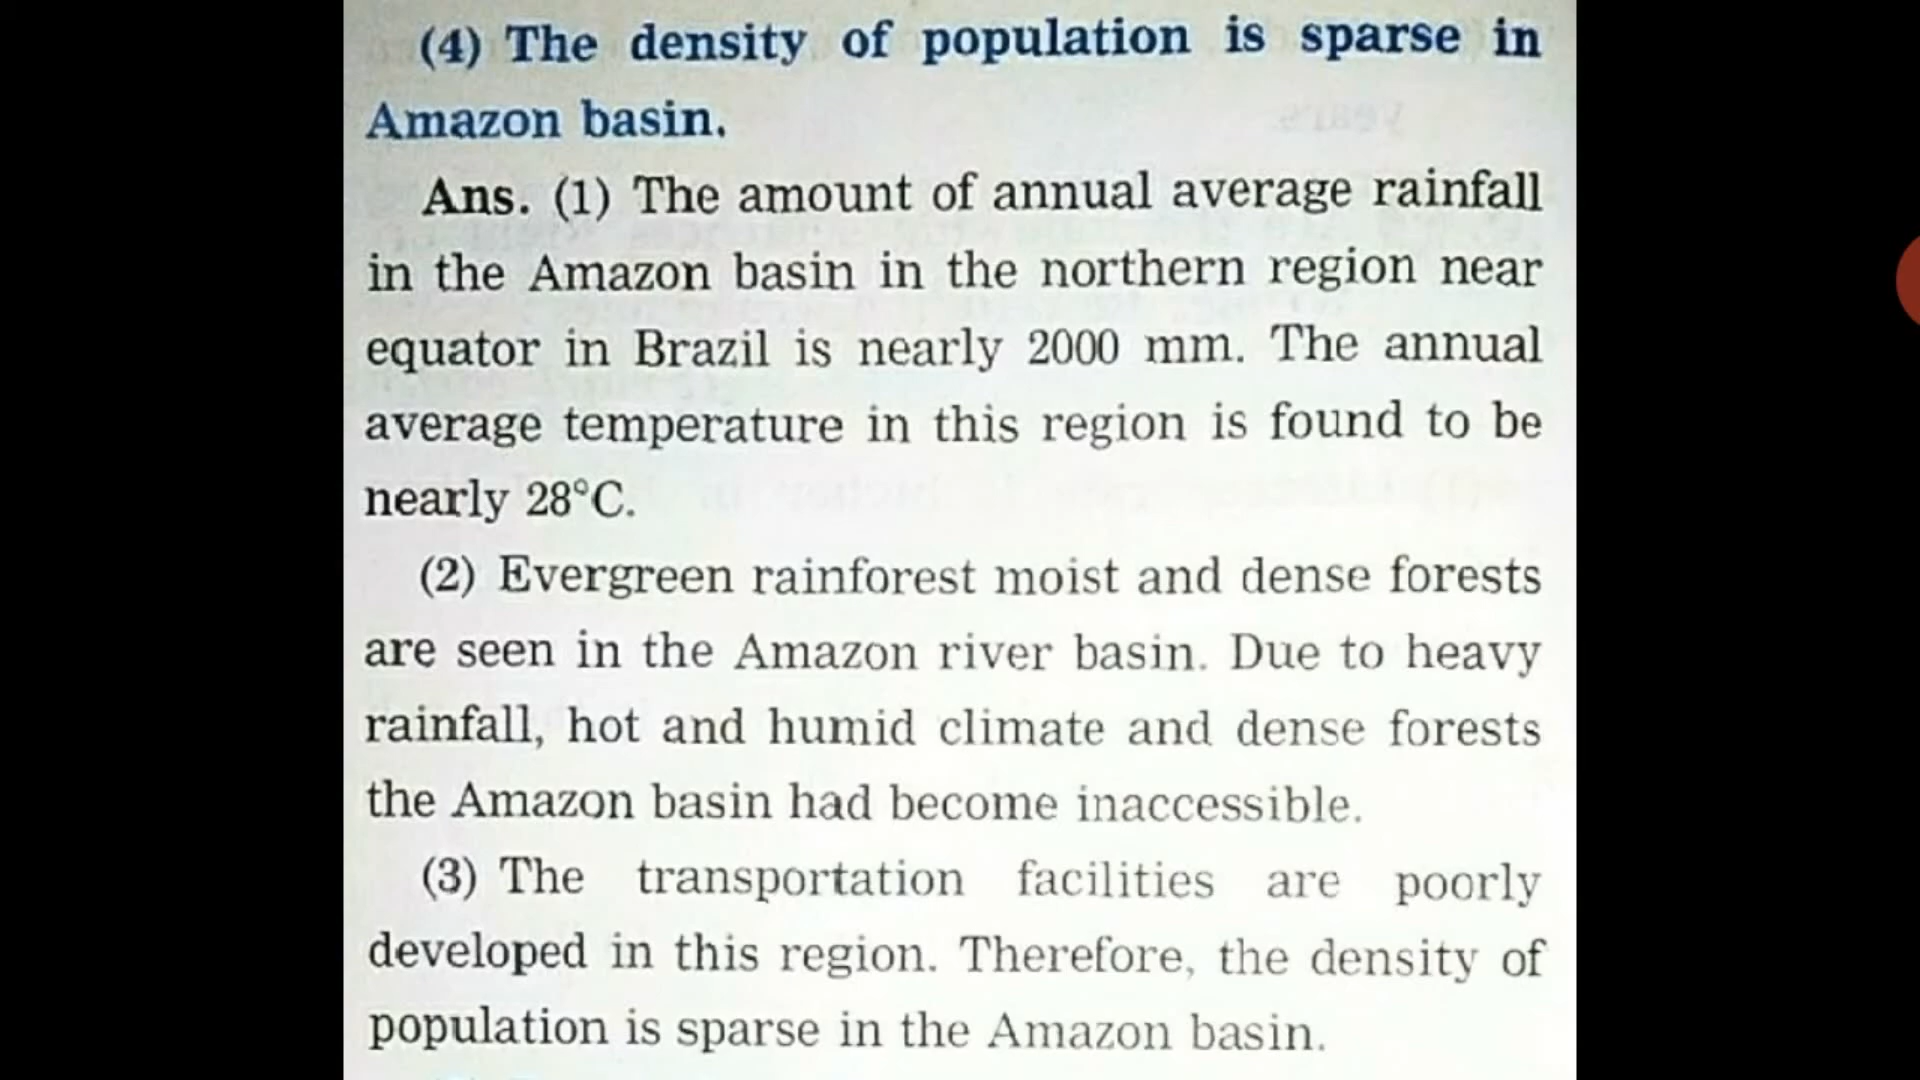 (4) The density of population is sparse in
Amazon basin.
Ans. (1) The amount of annual average rainfall
in the Amazon basin in the northern region near
equator in Brazil is nearly 2000 mm. The annual
average temperature in this region is found to be
nearly 28°C.
(2) Evergreen rainforest moist and dense forests
are seen in the Amazon river basin. Due to heavy
rainfall, hot and humid climate and dense forests
the Amazon basin had become inaccessible.
(3) The transportation facilities are poorly
developed in this region. Therefore, the density of
population is sparse in the Amazon basin.